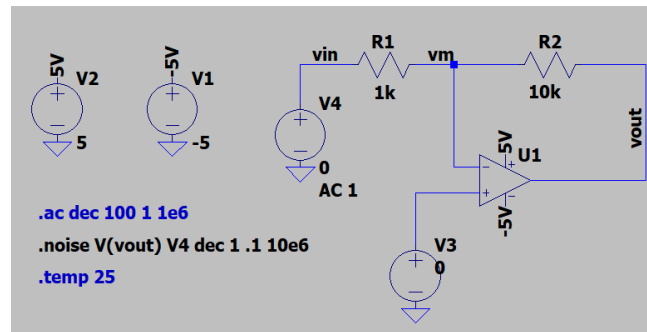 5V
V2
5
-5V
V1
-5
vin
R1
1k
vm
R2
10k
V4
0
AC 1
5V
U1
-5V
vout
V3
0
.ac dec 100 1 1e6
.noise V(vout) V4 dec 1 .1 10e6
.temp 25